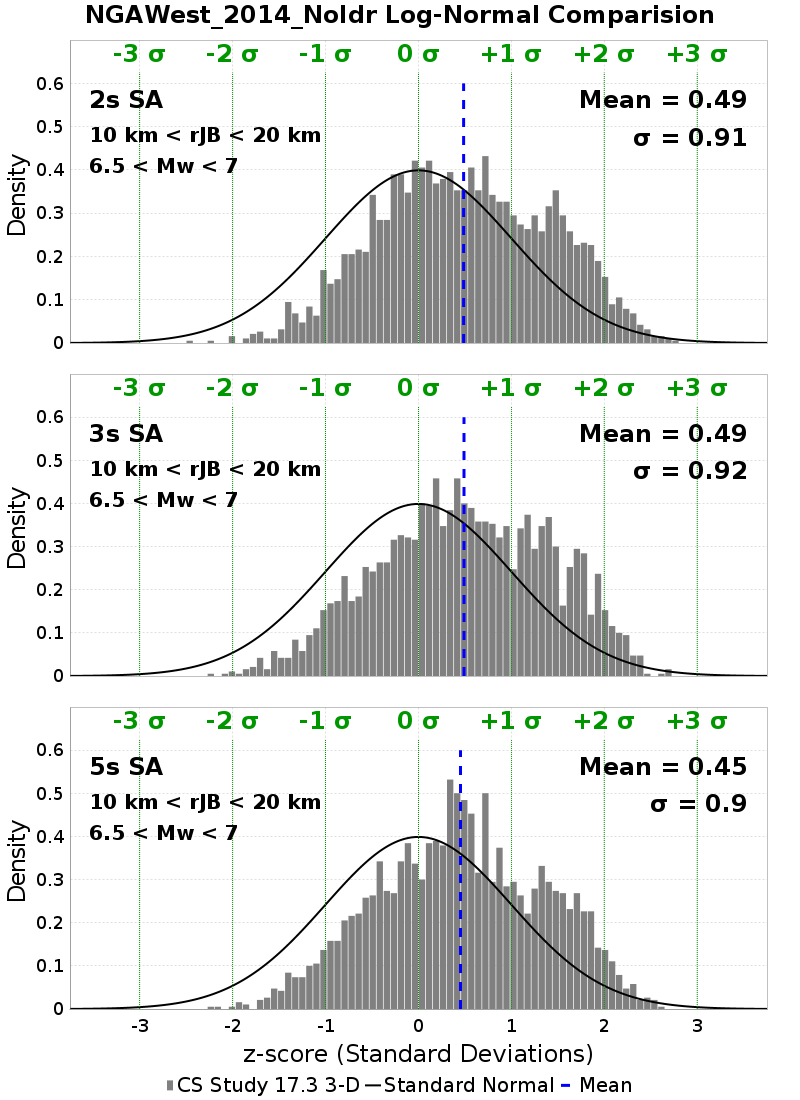 NGAWest_2014_NoIdr Log-Normal Comparision
-3 σ -2 σ -1 σ 0 σ +1 σ +2 σ +3 σ
2s SA
10 km < rJB < 20 km
6.5 < Mw < 7
Mean = 0.49
σ = 0.91
Density
0.6
0.5
0.4
0.3
0.2
0.1
0
-3 σ -2 σ -1 σ 0 σ +1 σ +2 σ +3 σ
3s SA
10 km < rJB < 20 km
6.5 < Mw < 7
Mean = 0.49
σ = 0.92
Density
0.6
0.5
0.4
0.3
0.2
0.1
0
-3 σ -2 σ -1 σ 0 σ +1 σ +2 σ +3 σ
5s SA
10 km < rJB < 20 km
6.5 < Mw < 7
Mean = 0.45
σ = 0.9
Density
0.6
0.5
0.4
0.3
0.2
0.1
0
-3 -2 -1 0 1 2 3
z-score (Standard Deviations)
CS Study 17.3 3-D Standard Normal Mean